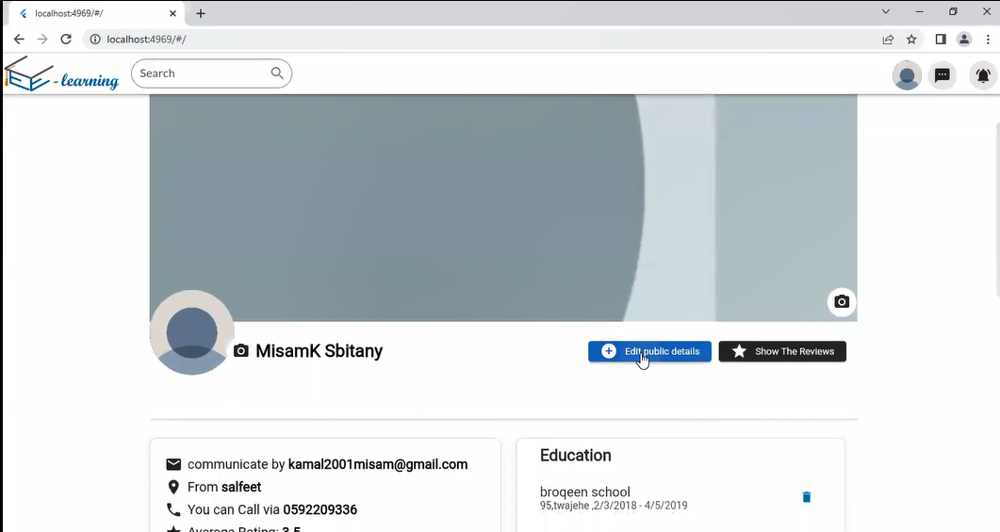 localhost:4969/#/
localhost:4969/#/
E-learning
Search
MisamK Sbitany
Edit public details
Show The Reviews
communicate by kamal2001misam@gmail.com
From salfeet
You can Call via 0592209336
Average Rating: 3.5
Education
broqeen school
95,twajehe ,2/3/2018 - 4/5/2019